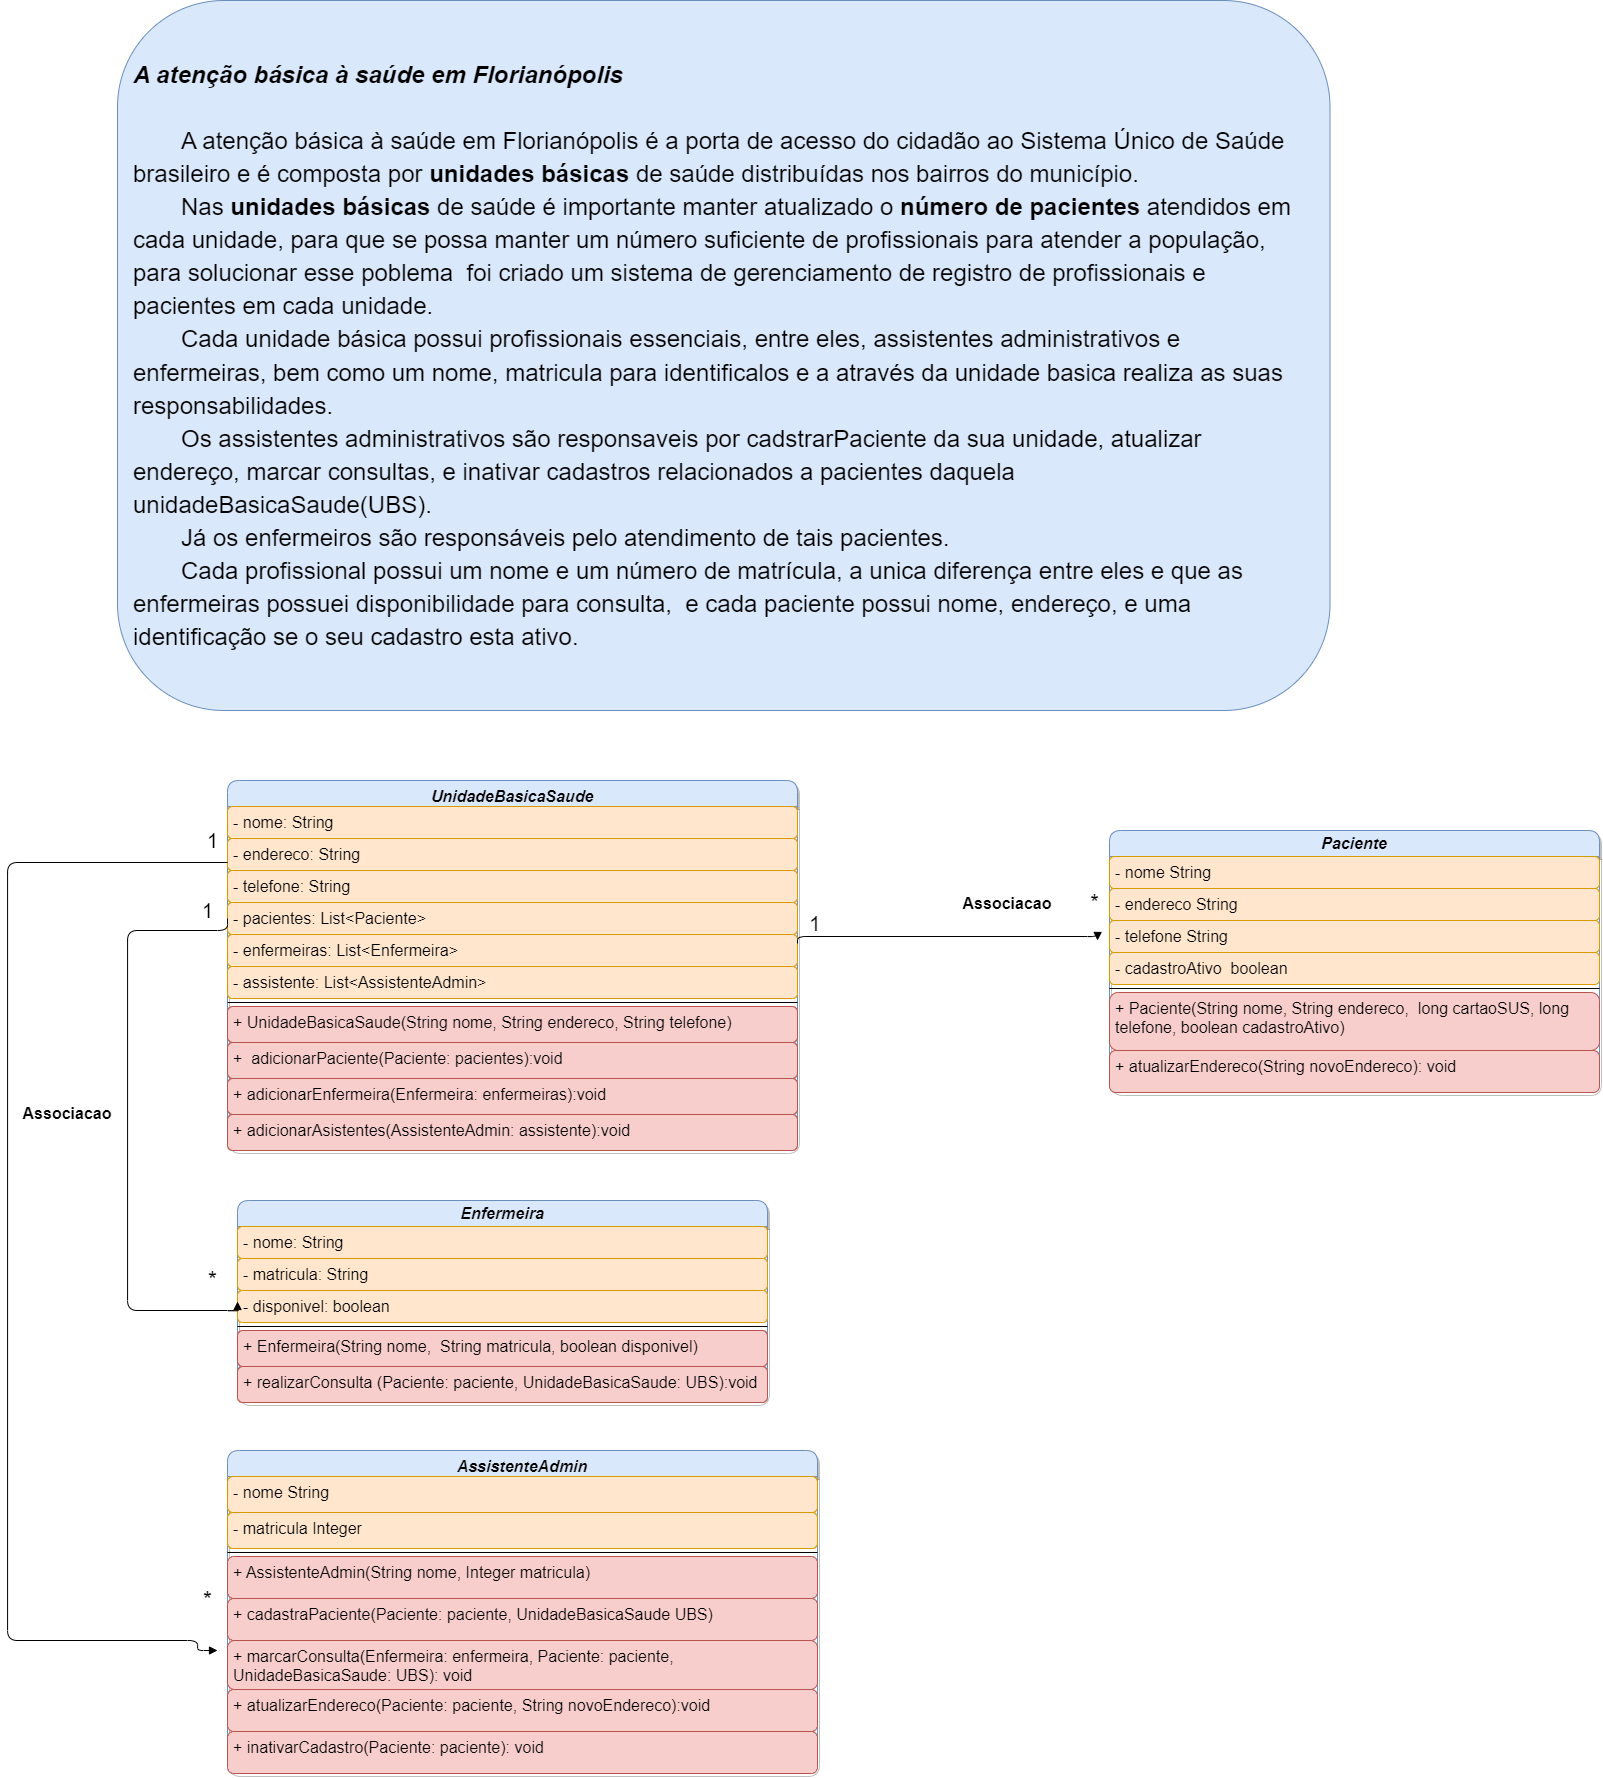 A atenção básica à saúde em Florianópolis
A atenção básica à saúde em Florianópolis é a porta de acesso do cidadão ao Sistema Único de Saúde
brasileiro e é composta por unidades básicas de saúde distribuídas nos bairros do município.
Nas unidades básicas de saúde é importante manter atualizado o número de pacientes atendidos em
cada unidade, para que se possa manter um número suficiente de profissionais para atender a população,
para solucionar esse poblema  foi criado um sistema de gerenciamento de registro de profissionais e
pacientes em cada unidade.
Cada unidade básica possui profissionais essenciais, entre eles, assistentes administrativos e
enfermeiras, bem como um nome, matricula para identificalos e a através da unidade basica realiza as suas
responsabilidades.
Os assistentes administrativos são responsaveis por cadstrarPaciente da sua unidade, atualizar
endereço, marcar consultas, e inativar cadastros relacionados a pacientes daquela
unidadeBasicaSaude(UBS).
Já os enfermeiros são responsáveis pelo atendimento de tais pacientes.
Cada profissional possui um nome e um número de matrícula, a unica diferença entre eles e que as
enfermeiras possuei disponibilidade para consulta,  e cada paciente possui nome, endereço, e uma
identificação se o seu cadastro esta ativo.
UnidadeBasicaSaude
- nome: String
- endereco: String
- telefone: String
- pacientes: List<Paciente>
- enfermeiras: List<Enfermeira>
- assistente: List<AssistenteAdmin>
+ UnidadeBasicaSaude(String nome, String endereco, String telefone)
+  adicionarPaciente(Paciente: pacientes):void
+ adicionarEnfermeira(Enfermeira: enfermeiras):void
+ adicionarAsistentes(AssistenteAdmin: assistente):void
1
1
1
Associacao
*
Paciente
- nome String
- endereco String
- telefone String
- cadastroAtivo  boolean
+ Paciente(String nome, String endereco,  long cartaoSUS, long
telefone, boolean cadastroAtivo)
+ atualizarEndereco(String novoEndereco): void
Associacao
*
Enfermeira
- nome: String
- matricula: String
- disponivel: boolean
+ Enfermeira(String nome,  String matricula, boolean disponivel)
+ realizarConsulta (Paciente: paciente, UnidadeBasicaSaude: UBS):void
*
AssistenteAdmin
- nome String
- matricula Integer
+ AssistenteAdmin(String nome, Integer matricula)
+ cadastraPaciente(Paciente: paciente, UnidadeBasicaSaude UBS)
+ marcarConsulta(Enfermeira: enfermeira, Paciente: paciente,
UnidadeBasicaSaude: UBS): void
+ atualizarEndereco(Paciente: paciente, String novoEndereco):void
+ inativarCadastro(Paciente: paciente): void